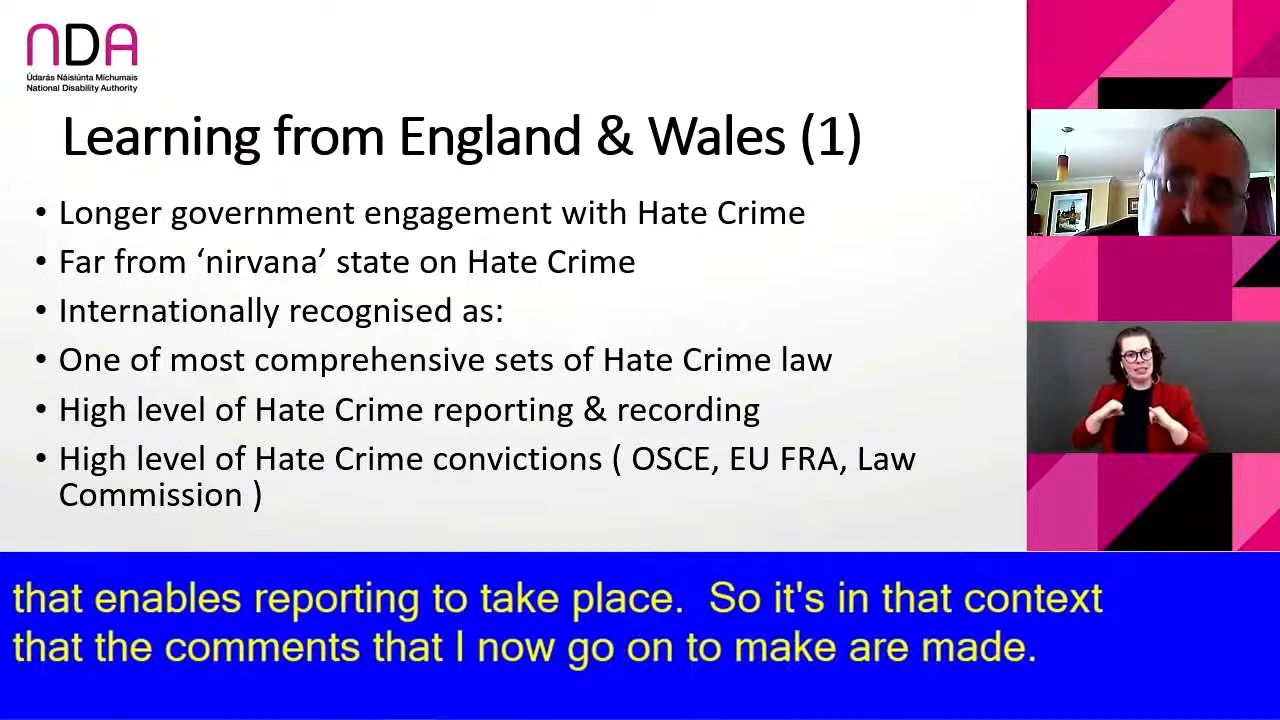 NDA
Údarás Náisiúnta Míchumais
National Disability Authority
Learning from England & Wales (1)
• Longer government engagement with Hate Crime
• Far from ‘nirvana’ state on Hate Crime
• Internationally recognised as:
• One of most comprehensive sets of Hate Crime law
• High level of Hate Crime reporting & recording
• High level of Hate Crime convictions ( OSCE, EU FRA, Law
Commission )
that enables reporting to take place.  So it's in that context
that the comments that I now go on to make are made.